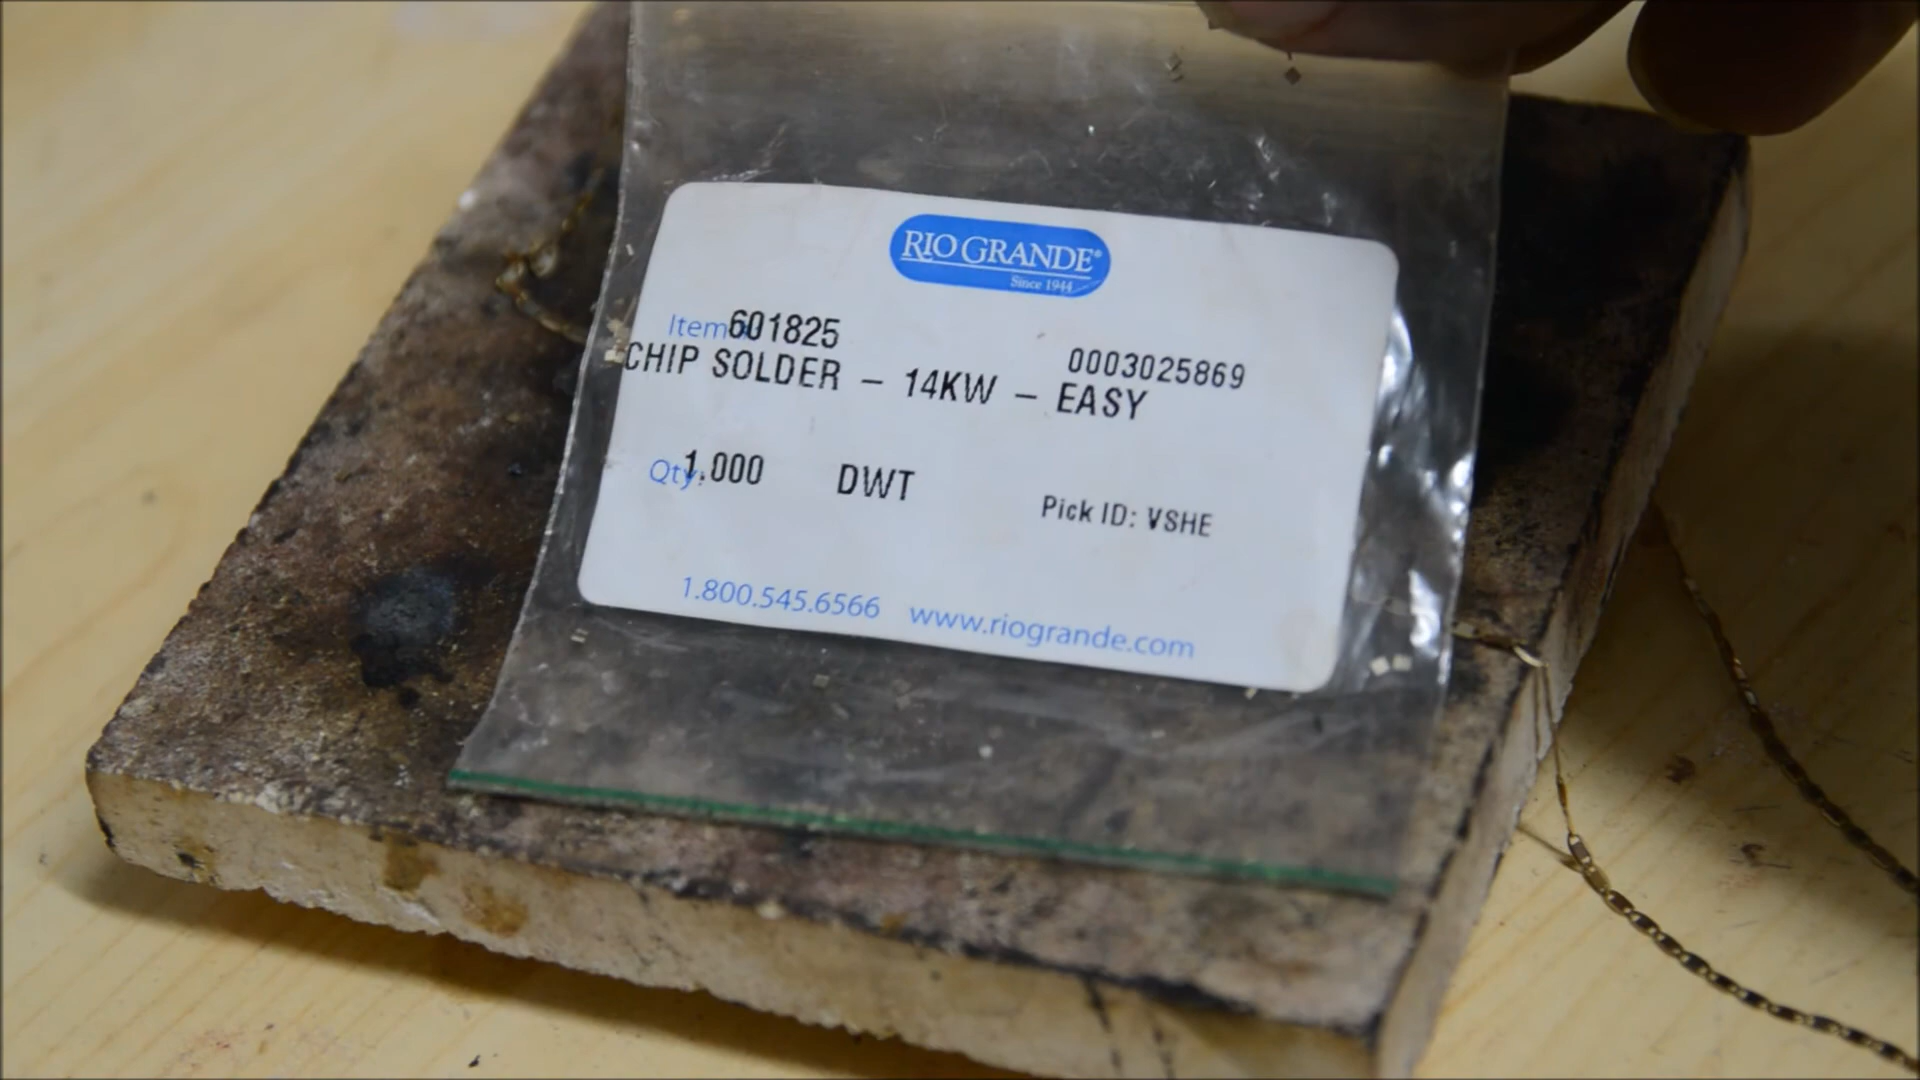 RIO GRANDE®
Since 1944
Item #: 601825
0003025869
CHIP SOLDER – 14KW – EASY
Qty: 1.000 DWT
Pick ID: VSHE
1.800.545.6566 www.riogrande.com